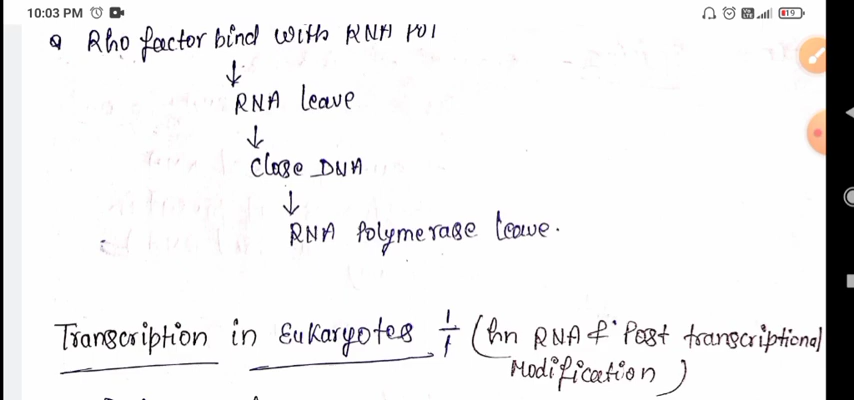 10:03 PM
19
Rho factor bind with RNA Pol
↓
RNA leave
↓
Close DNA
↓
RNA Polymerase leave.
Transcription in Eukaryotes :- (hn RNA & Post transcriptional
Modification)